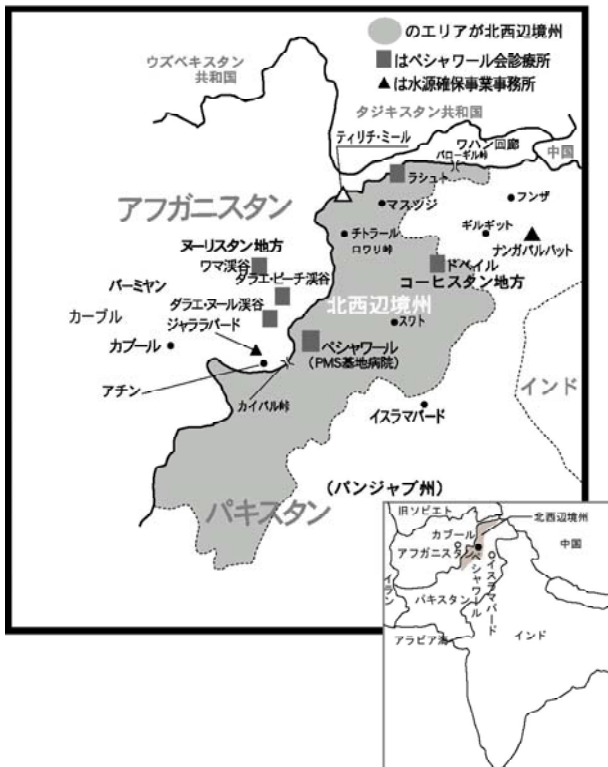 のエリアが北西辺境州
はペシャワール会診療所
は水源確保事業事務所
ウズベキスタン
共和国
タジキスタン共和国
ティリチ・ミール
ワハン回廊
バローギル峠
中国
ラシュト
マスツジ
フンザ
アフガニスタン
チトラール
ギルギット
ヌーリスタン地方
ロワリ峠
ナンガパルバット
ワマ渓谷
ドベイル
ダラエ・ピーチ渓谷
コーヒスタン地方
バーミヤン
ダラエ・ヌール渓谷
北西辺境州
カーブル
ジャララバード
スワト
カブール
ペシャワール
(PMS基地病院)
インド
アチン
カイバル峠
イスラマバード
(パンジャブ州)
パキスタン
旧ソビエト
北西辺境州
カブール
中国
アフガニスタン
ペシャワール
イスラマバード
イラン
パキスタン
アラビア海
インド